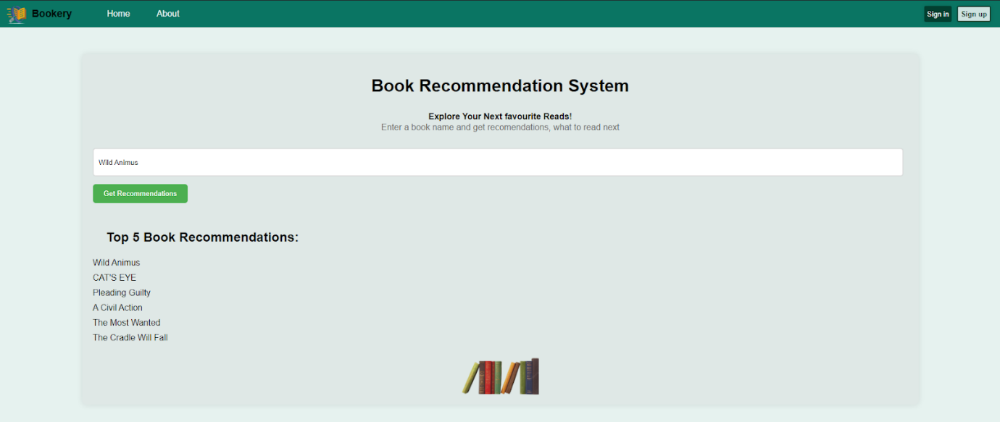 Bookery Home About Sign in Sign up
Book Recommendation System
Explore Your Next favourite Reads!
Enter a book name and get recomendations, what to read next
Wild Animus
Get Recommendations
Top 5 Book Recommendations:
Wild Animus
CAT'S EYE
Pleading Guilty
A Civil Action
The Most Wanted
The Cradle Will Fall